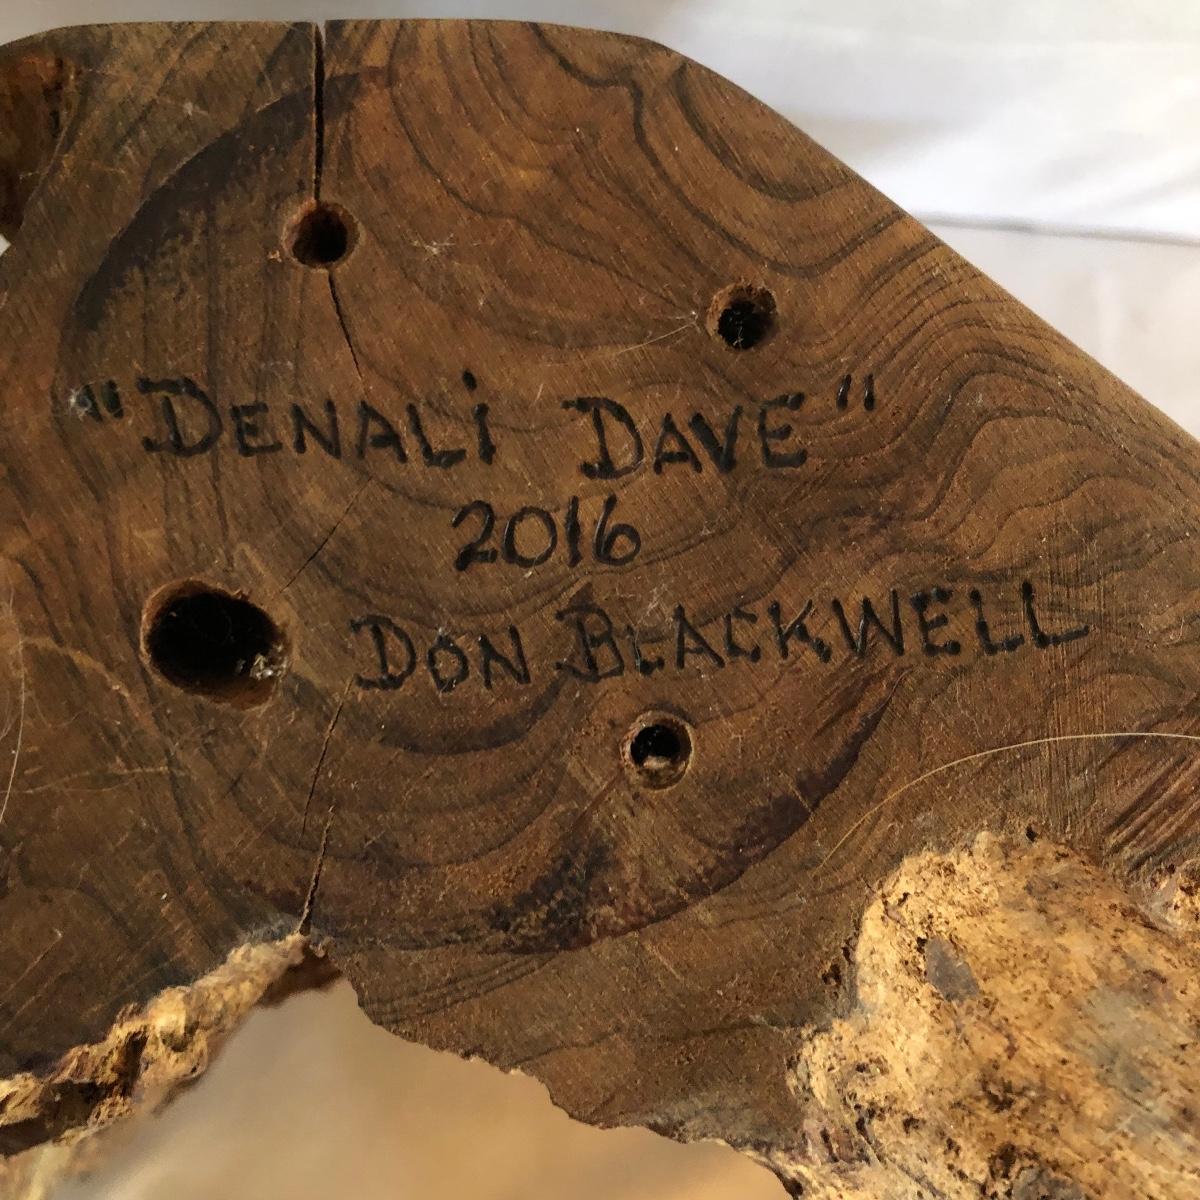 "DENALi DAVE"
2016
DON BLACKWELL